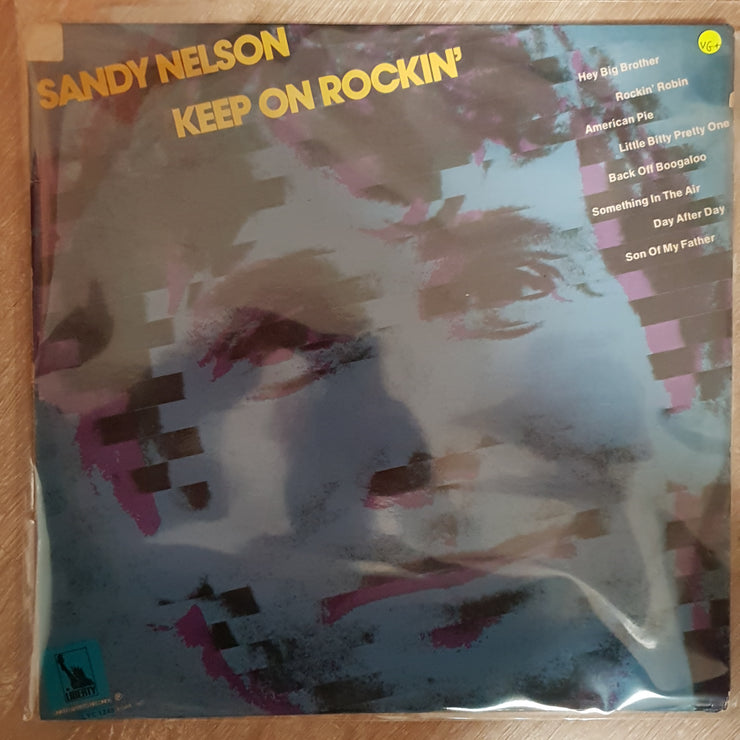 SANDY NELSON
KEEP ON ROCKIN'
VG+
Hey Big Brother
Rockin' Robin
American Pie
Little Bitty Pretty One
Back Off Boogaloo
Something In The Air
Day After Day
Son Of My Father
LIBERTY